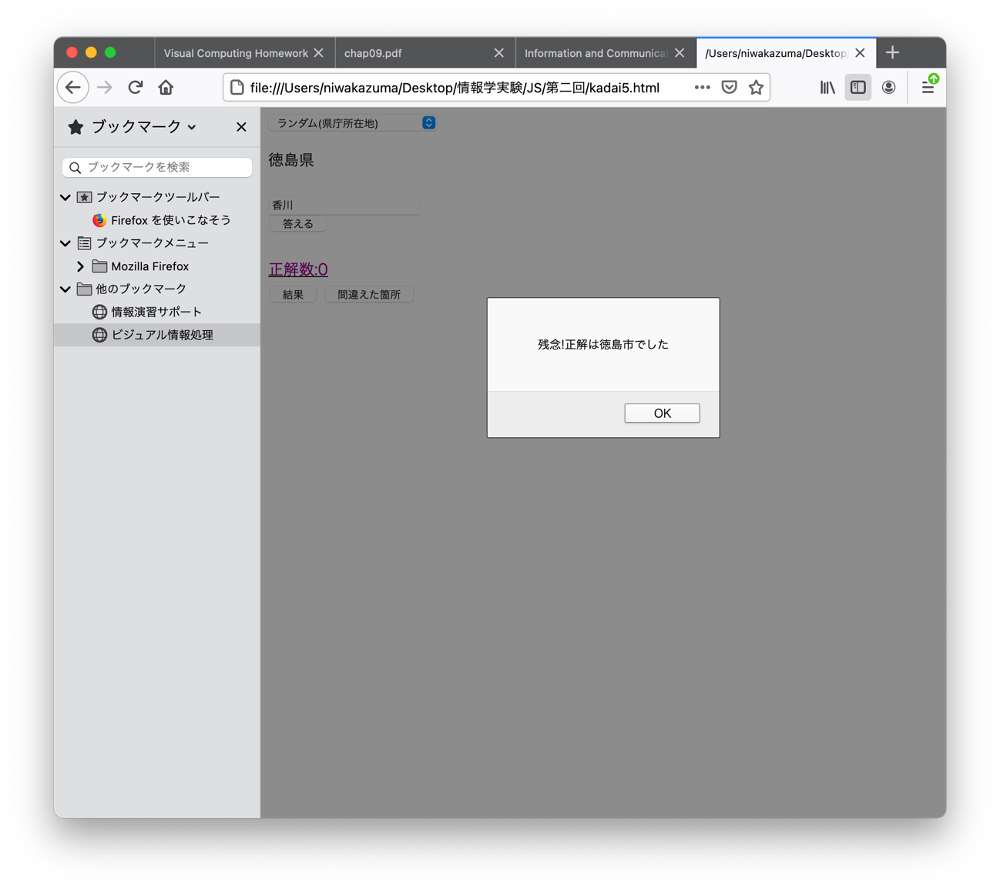 Visual Computing Homework
chap09.pdf
Information and Communicat
/Users/niwakazuma/Desktop/
file:///Users/niwakazuma/Desktop/情報学実験/JS/第二回/kadai5.html
ブックマーク
ブックマークを検索
ブックマークツールバー
Firefox を使いこなそう
ブックマークメニュー
Mozilla Firefox
他のブックマーク
情報演習サポート
ビジュアル情報処理
ランダム(県庁所在地)
徳島県
香川
答える
正解数:0
結果
間違えた箇所
残念!正解は徳島市でした
OK